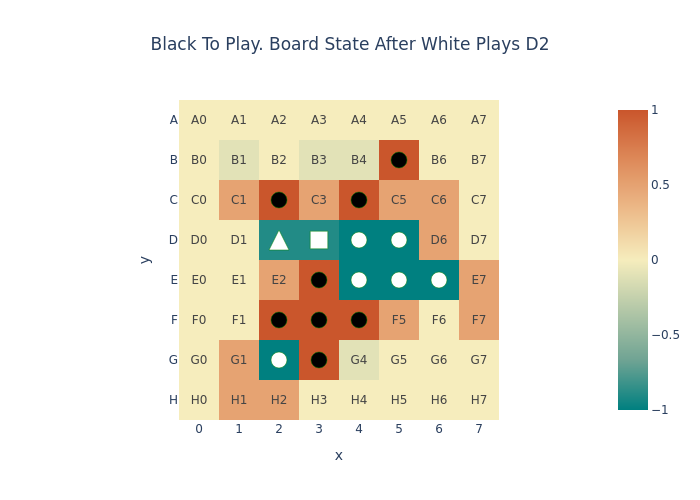 Black To Play. Board State After White Plays D2
A A0 A1 A2 A3 A4 A5 A6 A7 1
B B0 B1 B2 B3 B4 B6 B7
C C0 C1 C3 C5 C6 C7 0.5
D D0 D1 D6 D7
y 0
E E0 E1 E2 E7
F F0 F1 F5 F6 F7 −0.5
G G0 G1 G4 G5 G6 G7
H H0 H1 H2 H3 H4 H5 H6 H7 −1
0 1 2 3 4 5 6 7
x